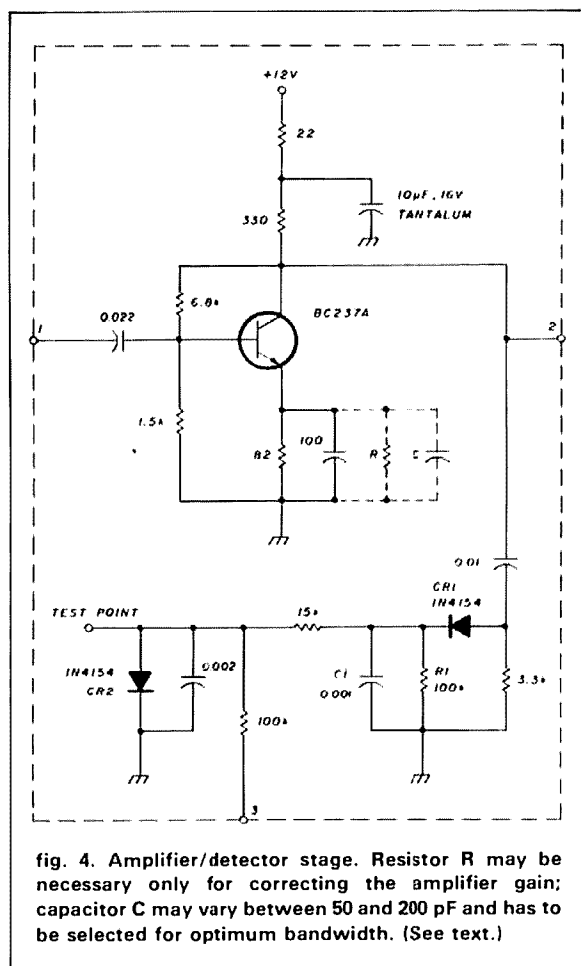 +12V
22
10µF, 16V
TANTALUM
330
6.8k
BC237A
1
0.022
2
1.5k
82
100
R
C
0.01
CR1
1N4154
TEST POINT
15k
1N4154
CR2
0.002
C1
0.001
R1
100k
3.3k
100k
3
fig. 4. Amplifier/detector stage. Resistor R may be
necessary only for correcting the amplifier gain;
capacitor C may vary between 50 and 200 pF and has to
be selected for optimum bandwidth. (See text.)